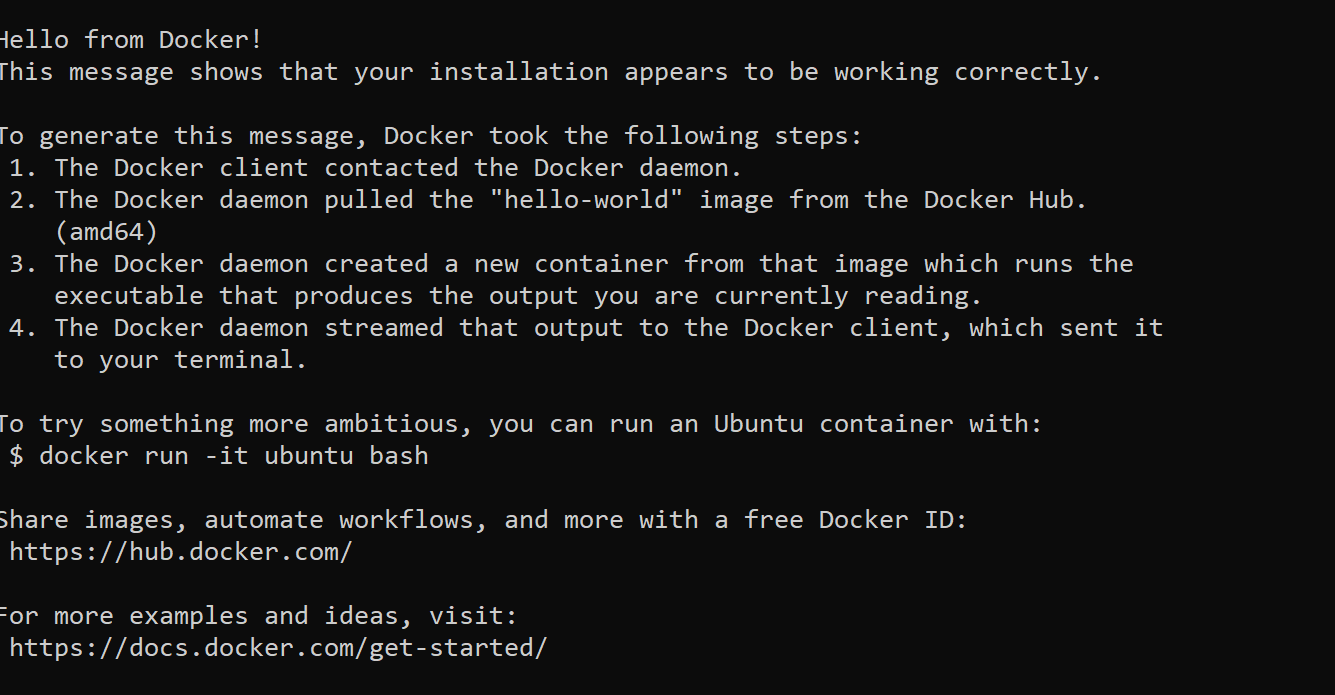 Hello from Docker!
This message shows that your installation appears to be working correctly.
To generate this message, Docker took the following steps:
1. The Docker client contacted the Docker daemon.
2. The Docker daemon pulled the "hello-world" image from the Docker Hub.
(amd64)
3. The Docker daemon created a new container from that image which runs the
executable that produces the output you are currently reading.
4. The Docker daemon streamed that output to the Docker client, which sent it
to your terminal.
To try something more ambitious, you can run an Ubuntu container with:
$ docker run -it ubuntu bash
Share images, automate workflows, and more with a free Docker ID:
https://hub.docker.com/
For more examples and ideas, visit:
https://docs.docker.com/get-started/